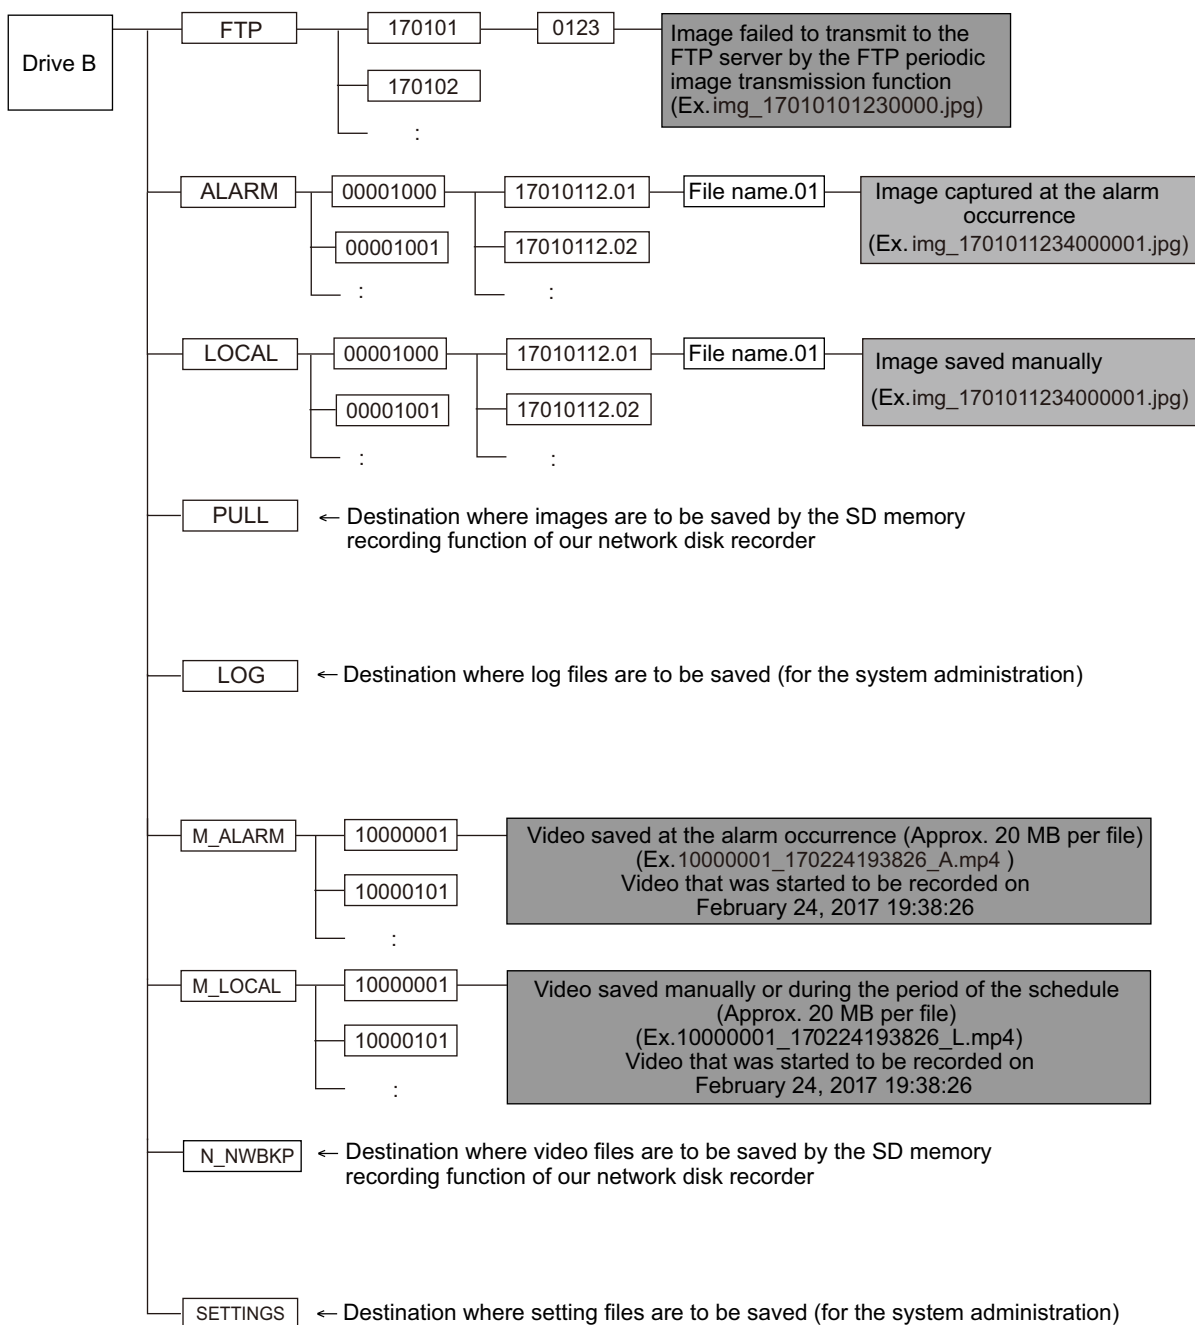 Drive B
FTP
170101
0123
Image failed to transmit to the
FTP server by the FTP periodic
image transmission function
(Ex.img_17010101230000.jpg)
170102
:
ALARM
00001000
17010112.01
File name.01
Image captured at the alarm
occurrence
(Ex. img_1701011234000001.jpg)
00001001
17010112.02
:
:
LOCAL
00001000
17010112.01
File name.01
Image saved manually
(Ex.img_1701011234000001.jpg)
00001001
17010112.02
:
:
PULL
← Destination where images are to be saved by the SD memory
recording function of our network disk recorder
LOG
← Destination where log files are to be saved (for the system administration)
M_ALARM
10000001
Video saved at the alarm occurrence (Approx. 20 MB per file)
(Ex.10000001_170224193826_A.mp4 )
Video that was started to be recorded on
February 24, 2017 19:38:26
10000101
:
M_LOCAL
10000001
Video saved manually or during the period of the schedule
(Approx. 20 MB per file)
(Ex.10000001_170224193826_L.mp4)
Video that was started to be recorded on
February 24, 2017 19:38:26
10000101
:
N_NWBKP
← Destination where video files are to be saved by the SD memory
recording function of our network disk recorder
SETTINGS
← Destination where setting files are to be saved (for the system administration)